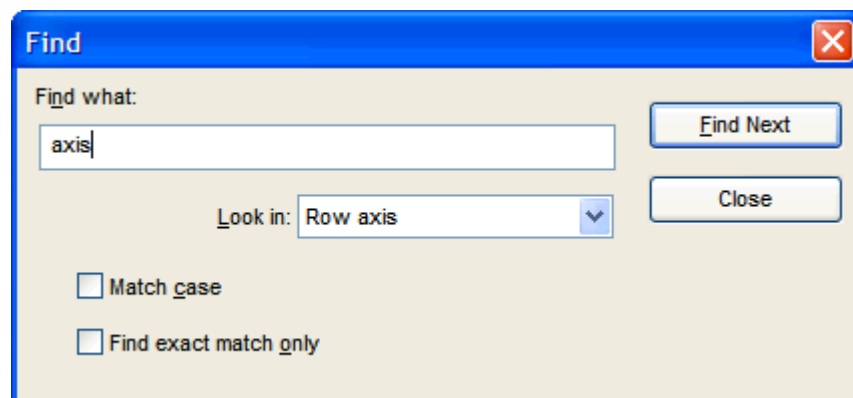 Find
Find what:
axis
Find Next
Look in: Row axis
Close
Match case
Find exact match only